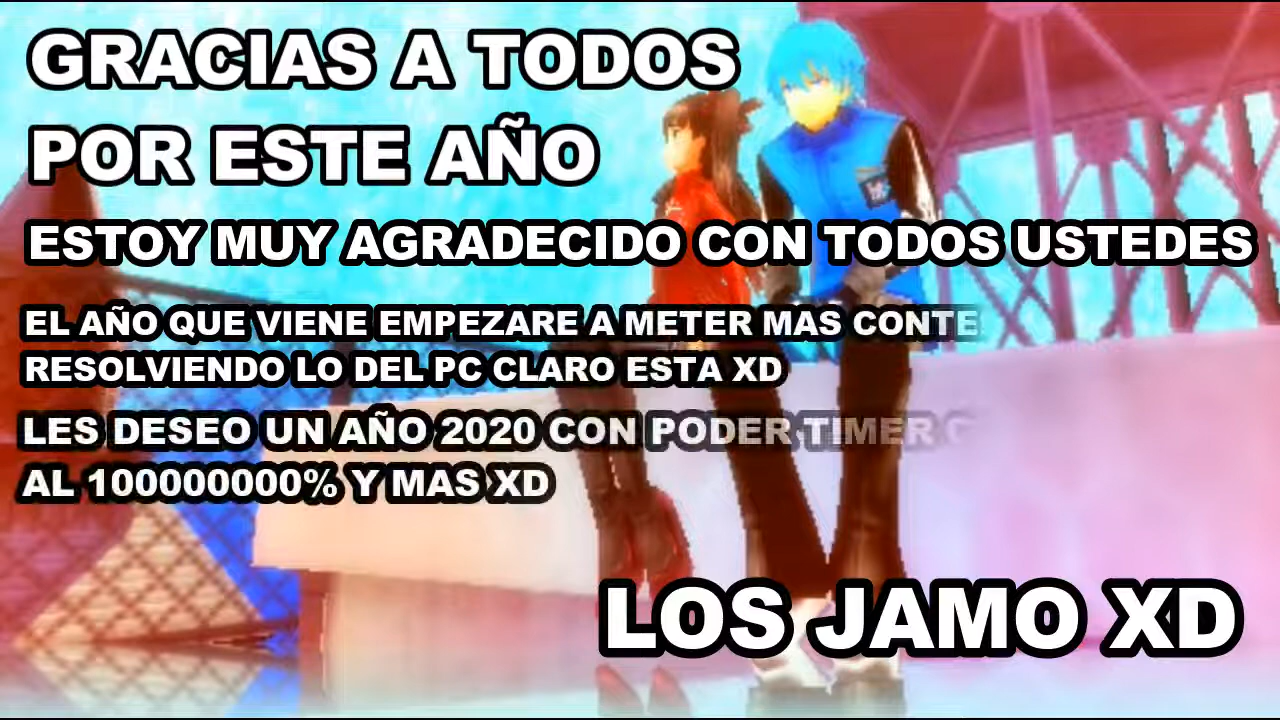 GRACIAS A TODOS
POR ESTE AÑO
ESTOY MUY AGRADECIDO CON TODOS USTEDES
EL AÑO QUE VIENE EMPEZARE A METER MAS CONTE
RESOLVIENDO LO DEL PC CLARO ESTA XD
LES DESEO UN AÑO 2020 CON PODER TIMER
AL 100000000% Y MAS XD
LOS JAMO XD